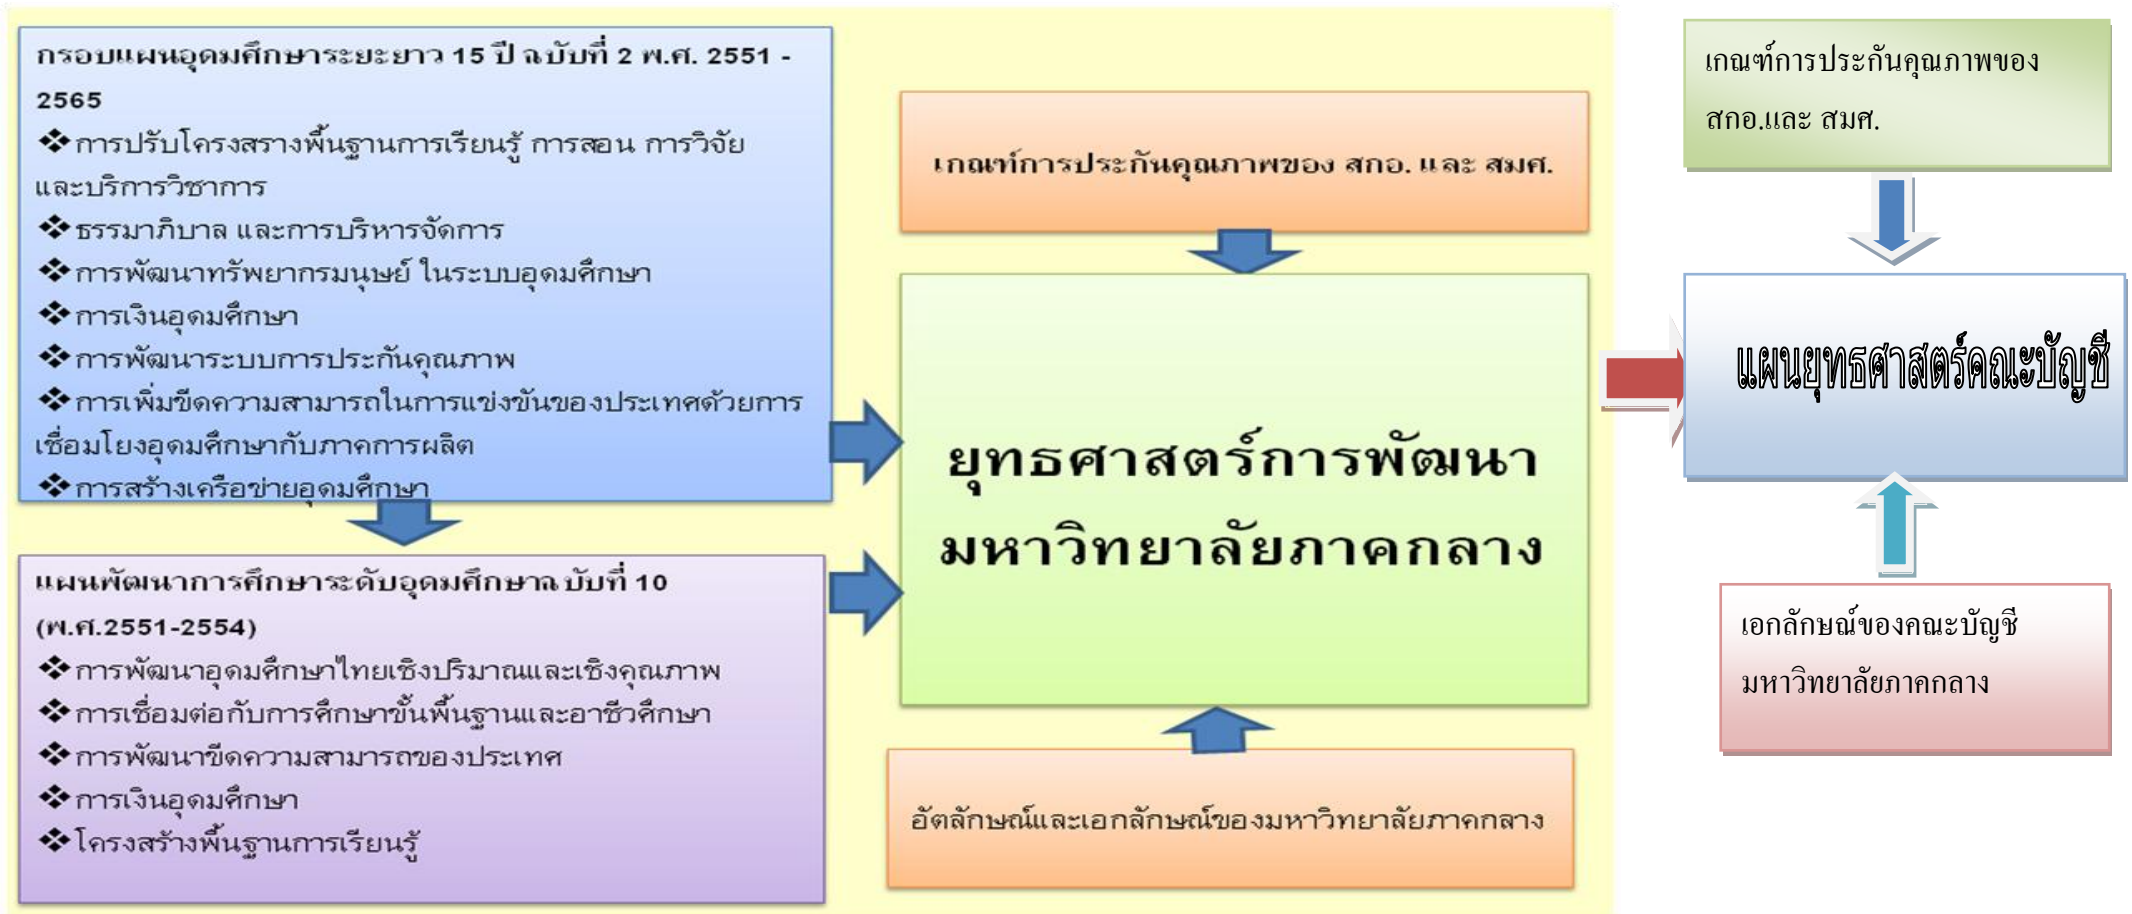 กรอบแผนอุดมศึกษาระยะยาว 15 ปี ฉบับที่ 2 พ.ศ. 2551 -
2565
❖การปรับโครงสรางพื้นฐานการเรียนรู้ การสอน การวิจัย
และบริการวิชาการ
❖ธรรมาภิบาล และการบริหารจัดการ
❖การพัฒนาทรัพยากรมนุษย์ ในระบบอุดมศึกษา
❖การเงินอุดมศึกษา
❖การพัฒนาระบบการประกันคุณภาพ
❖การเพิ่มขีดความสามารถในการแข่งขันของประเทศด้วยการ
เชื่อมโยงอุดมศึกษากับภาคการผลิต
❖การสร้างเครือข่ายอุดมศึกษา
แผนพัฒนาการศึกษาระดับอุดมศึกษาฉบับที่ 10
(พ.ศ.2551-2554)
❖การพัฒนาอุดมศึกษาไทยเชิงปริมาณและเชิงคุณภาพ
❖การเชื่อมต่อกับการศึกษาขั้นพื้นฐานและอาชีวศึกษา
❖การพัฒนาขีดความสามารถของประเทศ
❖การเงินอุดมศึกษา
❖โครงสร้างพื้นฐานการเรียนรู้
เกณฑ์การประกันคุณภาพของ สกอ. และ สมศ.
ยุทธศาสตร์การพัฒนา
มหาวิทยาลัยภาคกลาง
อัตลักษณ์และเอกลักษณ์ของมหาวิทยาลัยภาคกลาง
เกณฑ์การประกันคุณภาพของ
สกอ.และ สมศ.
แผนยุทธศาสตร์คณะบัญชี
เอกลักษณ์ของคณะบัญชี
มหาวิทยาลัยภาคกลาง